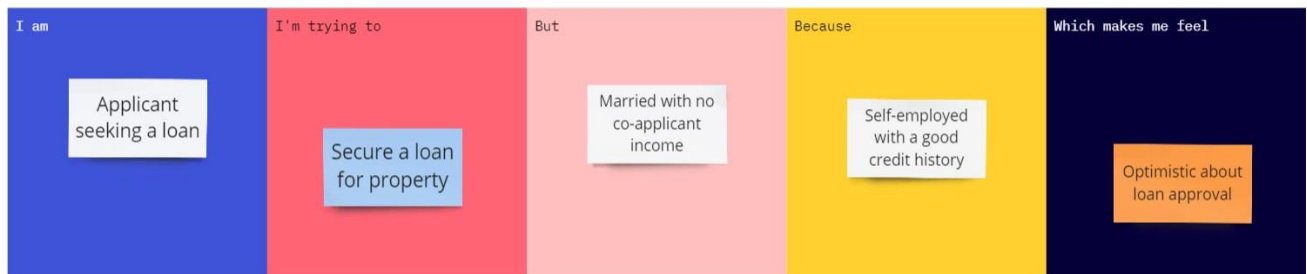 I am
Applicant
seeking a loan
I'm trying to
Secure a loan
for property
But
Married with no
co-applicant
income
Because
Self-employed
with a good
credit history
Which makes me feel
Optimistic about
loan approval